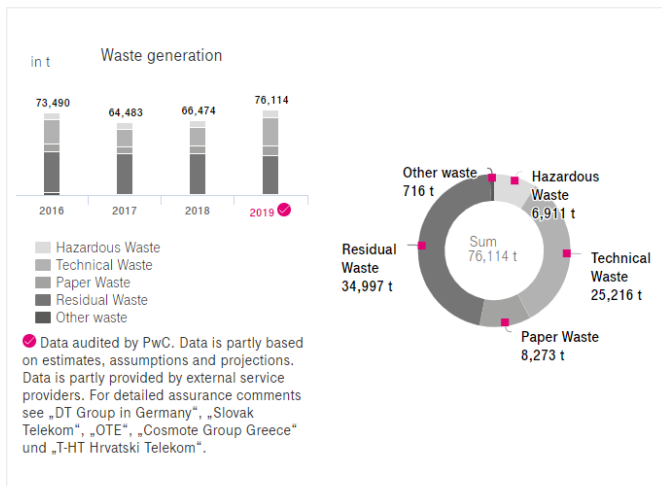 Waste generation
in t
73,490
64,483
66,474
76,114
2016
2017
2018
2019
Hazardous Waste
Technical Waste
Paper Waste
Residual Waste
Other waste
Data audited by PwC. Data is partly based
on estimates, assumptions and projections.
Data is partly provided by external service
providers. For detailed assurance comments
see „DT Group in Germany“, „Slovak
Telekom“, „OTE“, „Cosmote Group Greece“
und „T-HT Hrvatski Telekom“.
Other waste
716 t
Hazardous
Waste
6,911 t
Sum
76,114 t
Residual
Waste
34,997 t
Technical
Waste
25,216 t
Paper Waste
8,273 t